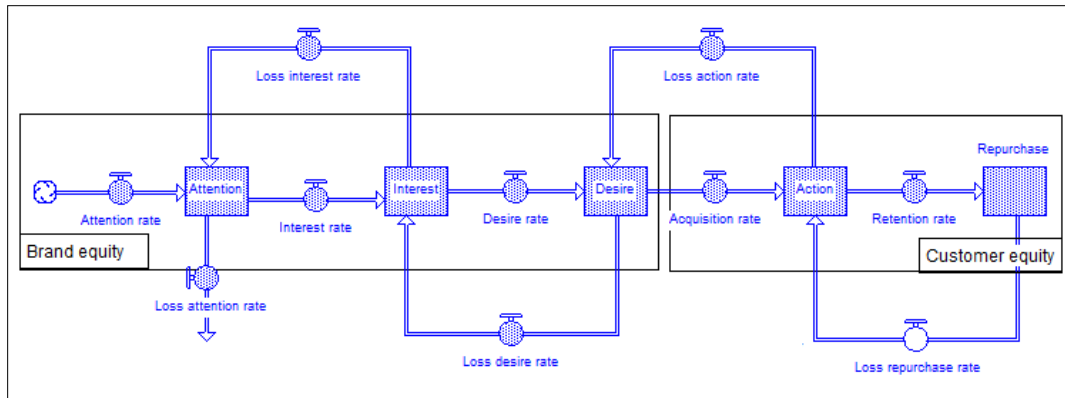 Loss interest rate
Loss action rate
Repurchase
Attention
Interest
Desire
Action
Attention rate
Interest rate
Desire rate
Acquisition rate
Retention rate
Brand equity
Customer equity
Loss attention rate
Loss desire rate
Loss repurchase rate